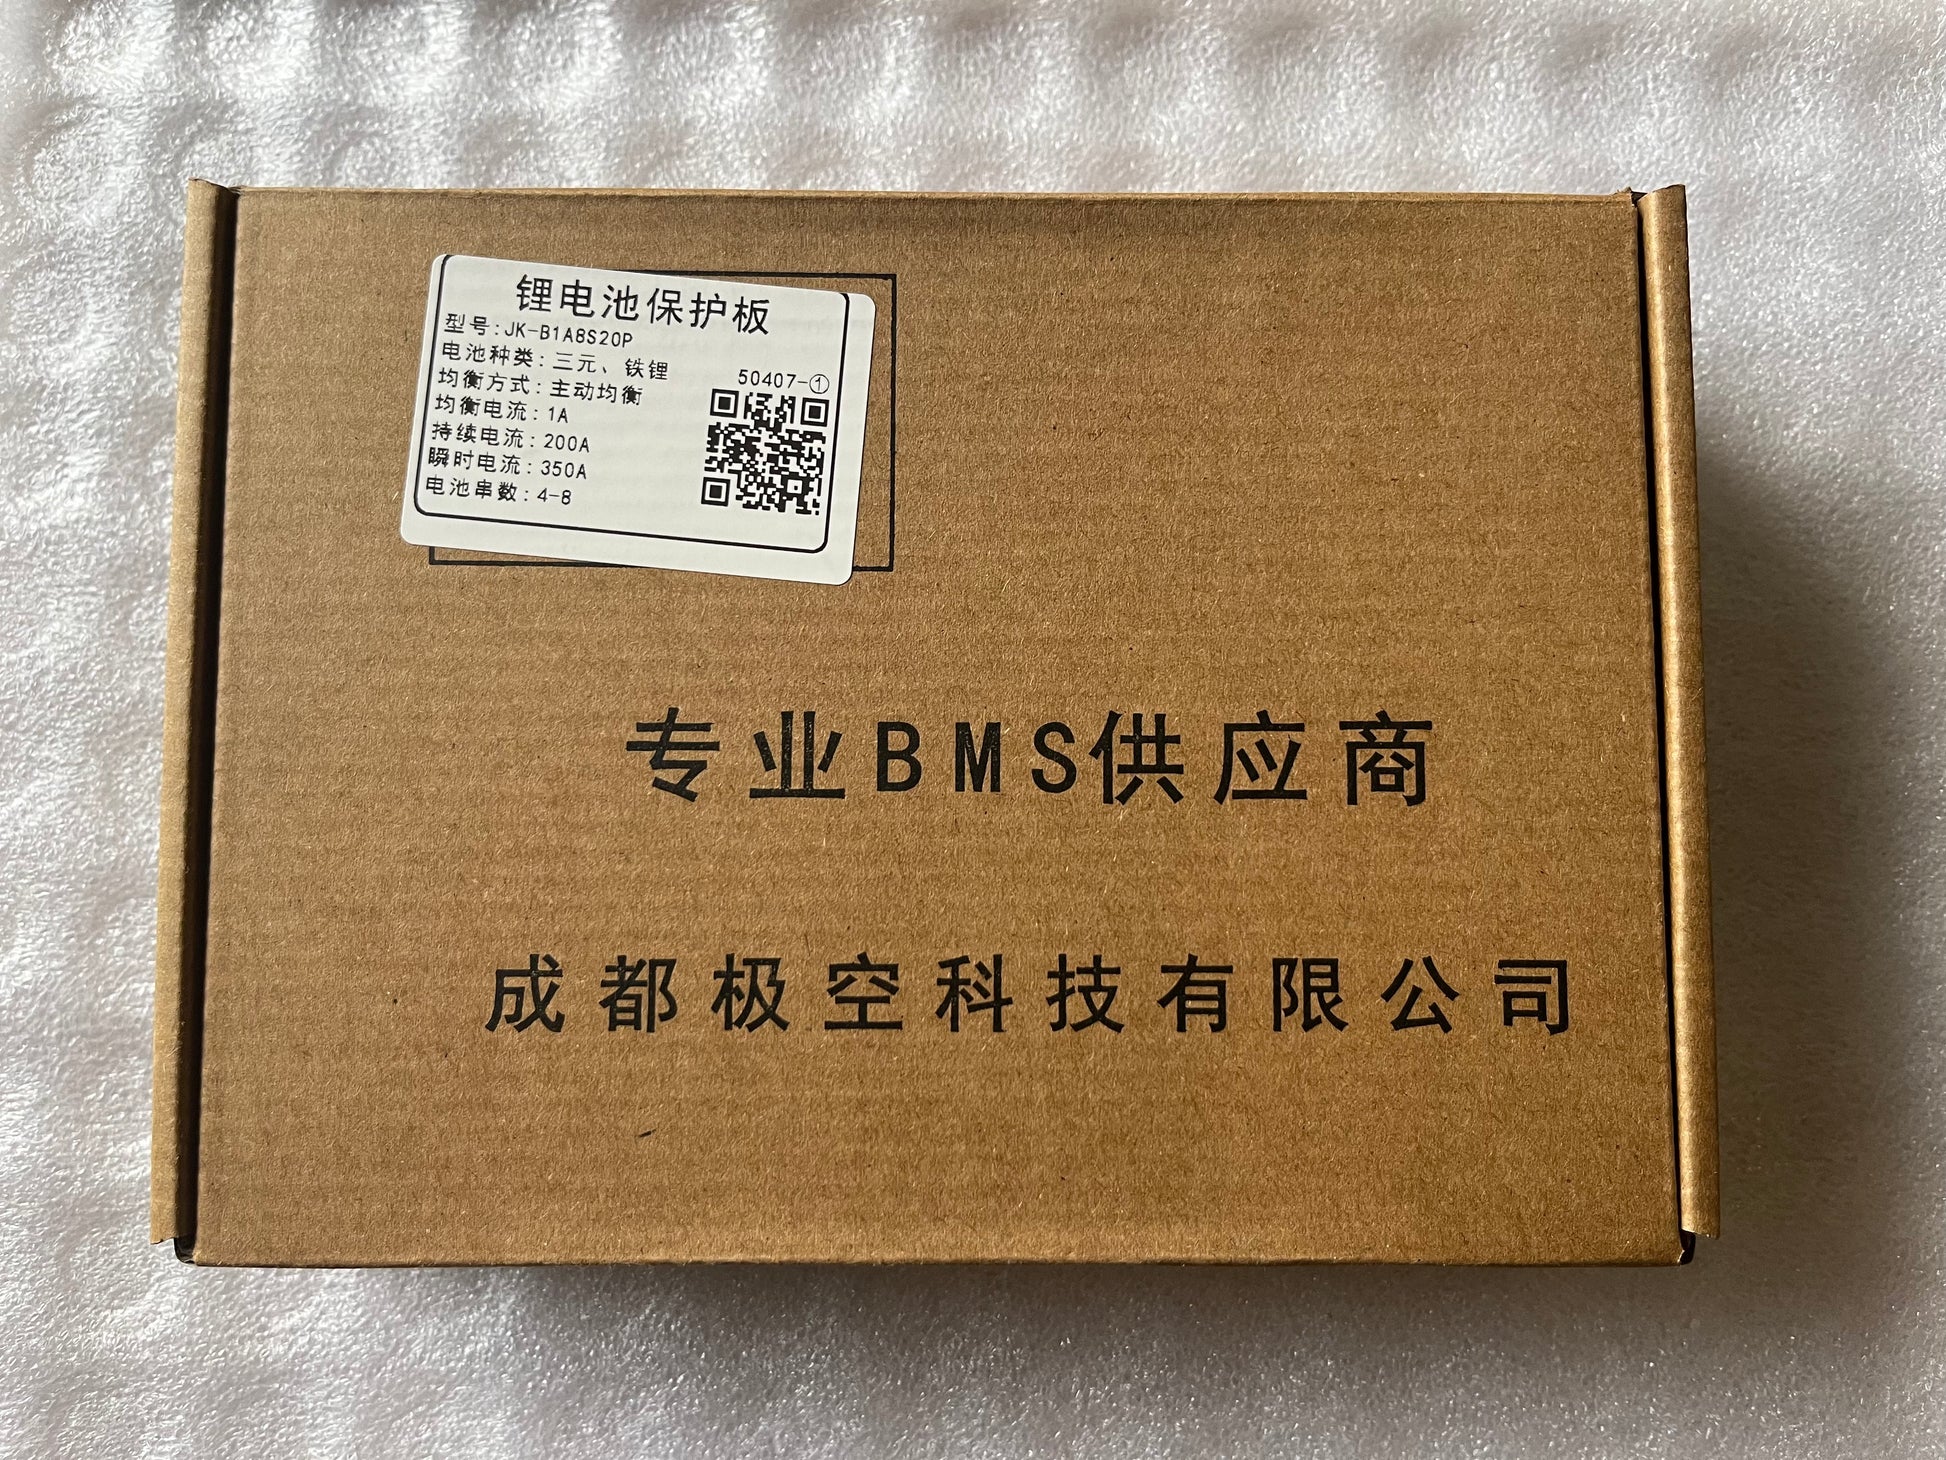 锂电池保护板
型号:JK-B1A8S20P
电池种类:三元、铁锂
均衡方式:主动均衡
50407-①
均衡电流:1A
持续电流:200A
瞬时电流:350A
电池串数:4-8
专业BMS供应商
成都极空科技有限公司